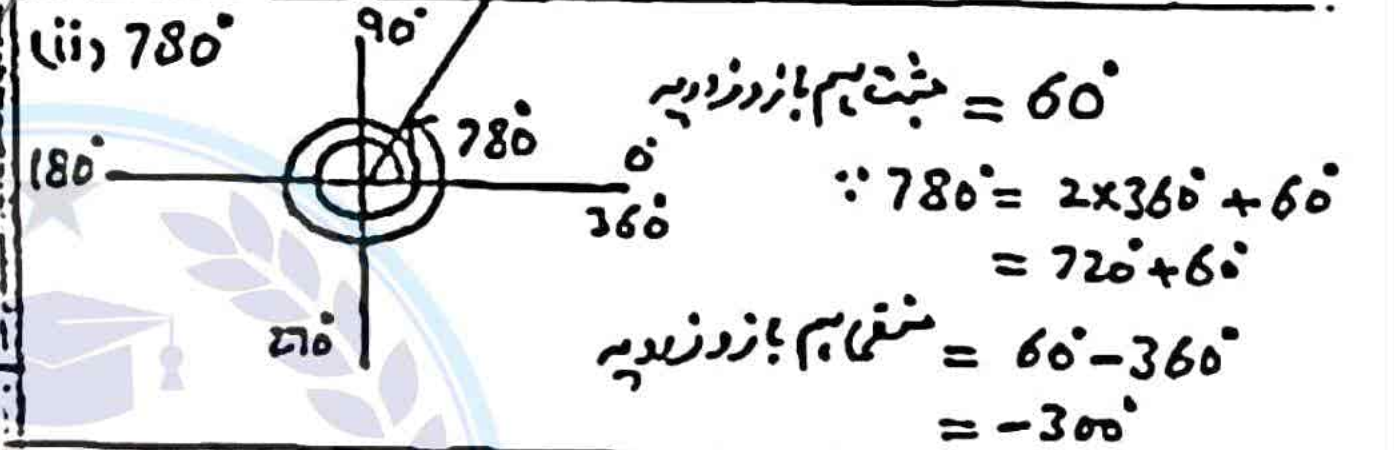 (ii) 780°
90°
180°
780°
0°
360°
270°
مثبت ہم بازو زاویہ = 60°
∵ 780° = 2×360° + 60°
= 720° + 60°
منفی ہم بازو زاویہ = 60° - 360°
= -300°